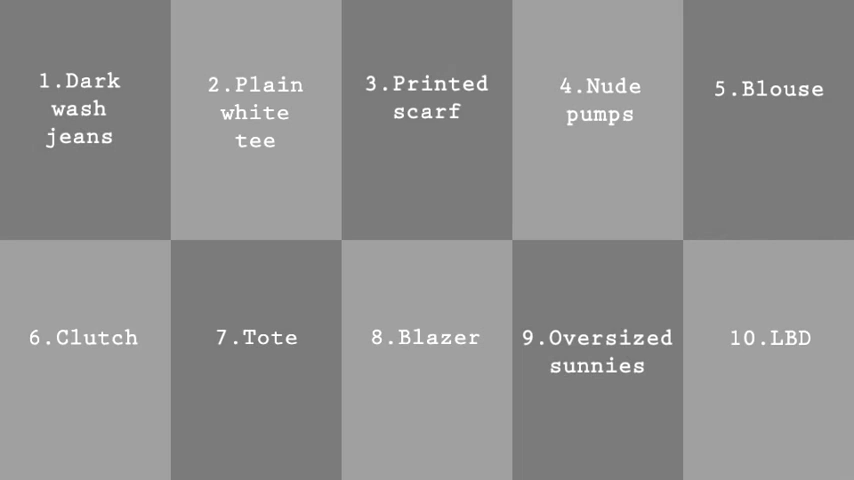 1.Dark
wash
jeans
2.Plain
white
tee
3.Printed
scarf
4.Nude
pumps
5.Blouse
6.Clutch
7.Tote
8.Blazer
9.Oversized
sunnies
10.LBD